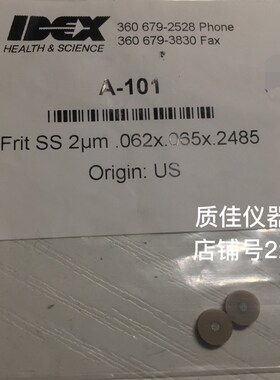 IDEX
HEALTH & SCIENCE
360 679-2528 Phone
360 679-3830 Fax
A-101
Frit SS 2µm .062x.065x.2485
Origin: US
质佳仪器
店铺号2